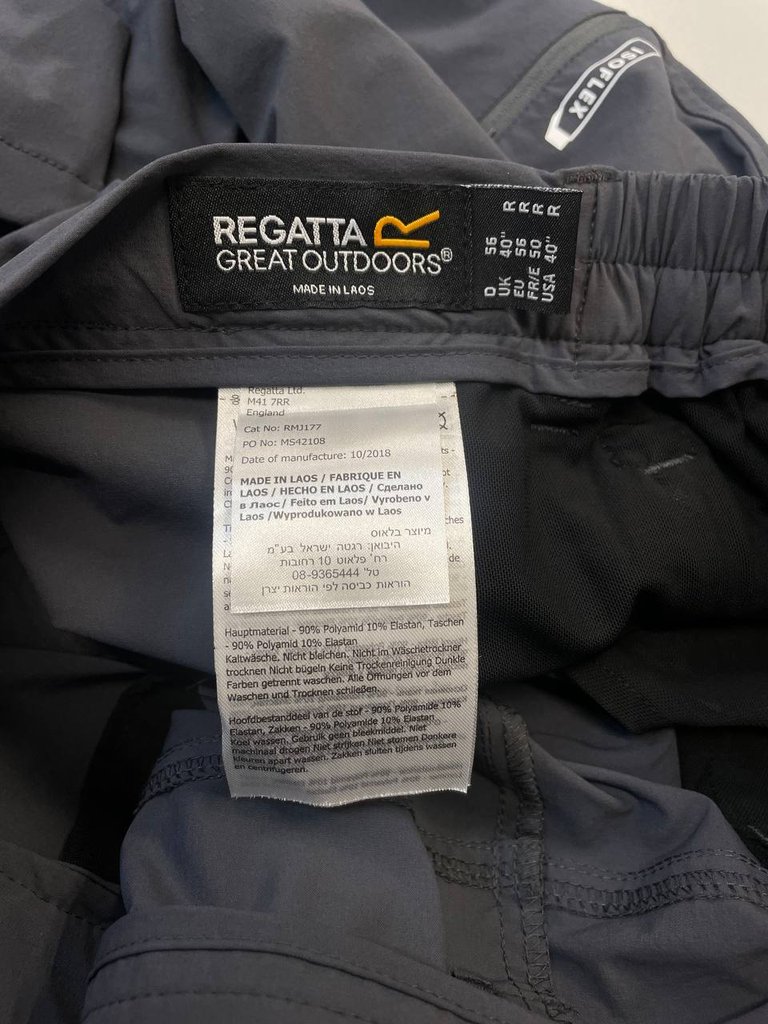 ISOFLEX
REGATTA R
GREAT OUTDOORS®
MADE IN LAOS
D 56 R
UK 40" R
EU 56 R
FR/E 50 R
USA 40" R
Regatta Ltd.
M41 7RR
England
Cat No: RMJ177
PO No: MS42108
Date of manufacture: 10/2018
MADE IN LAOS / FABRIQUE EN
LAOS / HECHO EN LAOS / Сделано
в Лаос/ Feito em Laos/ Vyrobeno v
Laos /Wyprodukowano w Laos
מיוצר בלאוס
היבואן: רגטה ישראל בע"מ
רח' פלאוט 10 רחובות
טל' 08-9365444
הוראות כביסה לפי הוראות יצרן
Hauptmaterial - 90% Polyamid 10% Elastan, Taschen
- 90% Polyamid 10% Elastan
Kaltwäsche. Nicht bleichen. Nicht im Wäschetrockner
trocknen Nicht bügeln Keine Trockenreinigung Dunkle
Farben getrennt waschen. Alle Öffnungen vor dem
Waschen und Trocknen schließen.
Hoofdbestanddeel van de stof - 90% Polyamide 10%
Elastan, Zakken - 90% Polyamide 10% Elastan
Koel wassen. Gebruik geen bleekmiddel. Niet
machinaal drogen Niet strijken Niet stomen Donkere
kleuren apart wassen. Zakken sluiten tijdens wassen
en centrifugeren.